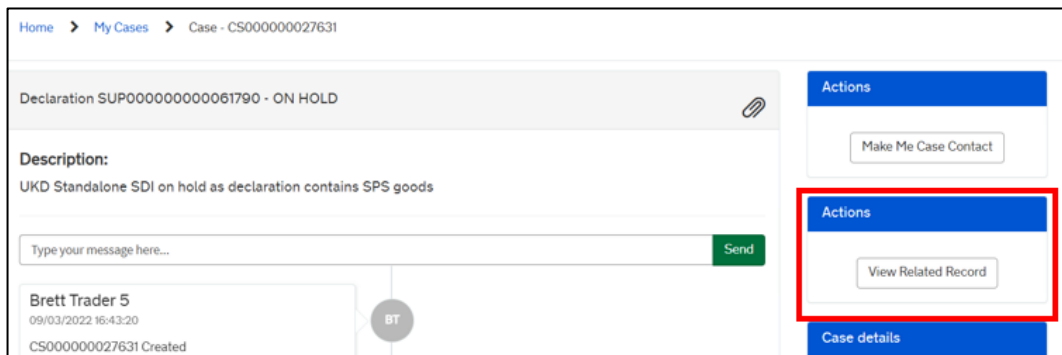 Home > My Cases > Case - CS000000027631
Declaration SUP000000000061790 - ON HOLD
Description:
UKD Standalone SDI on hold as declaration contains SPS goods
Type your message here...
Send
Brett Trader 5
09/03/2022 16:43:20
CS000000027631 Created
BT
Actions
Make Me Case Contact
Actions
View Related Record
Case details